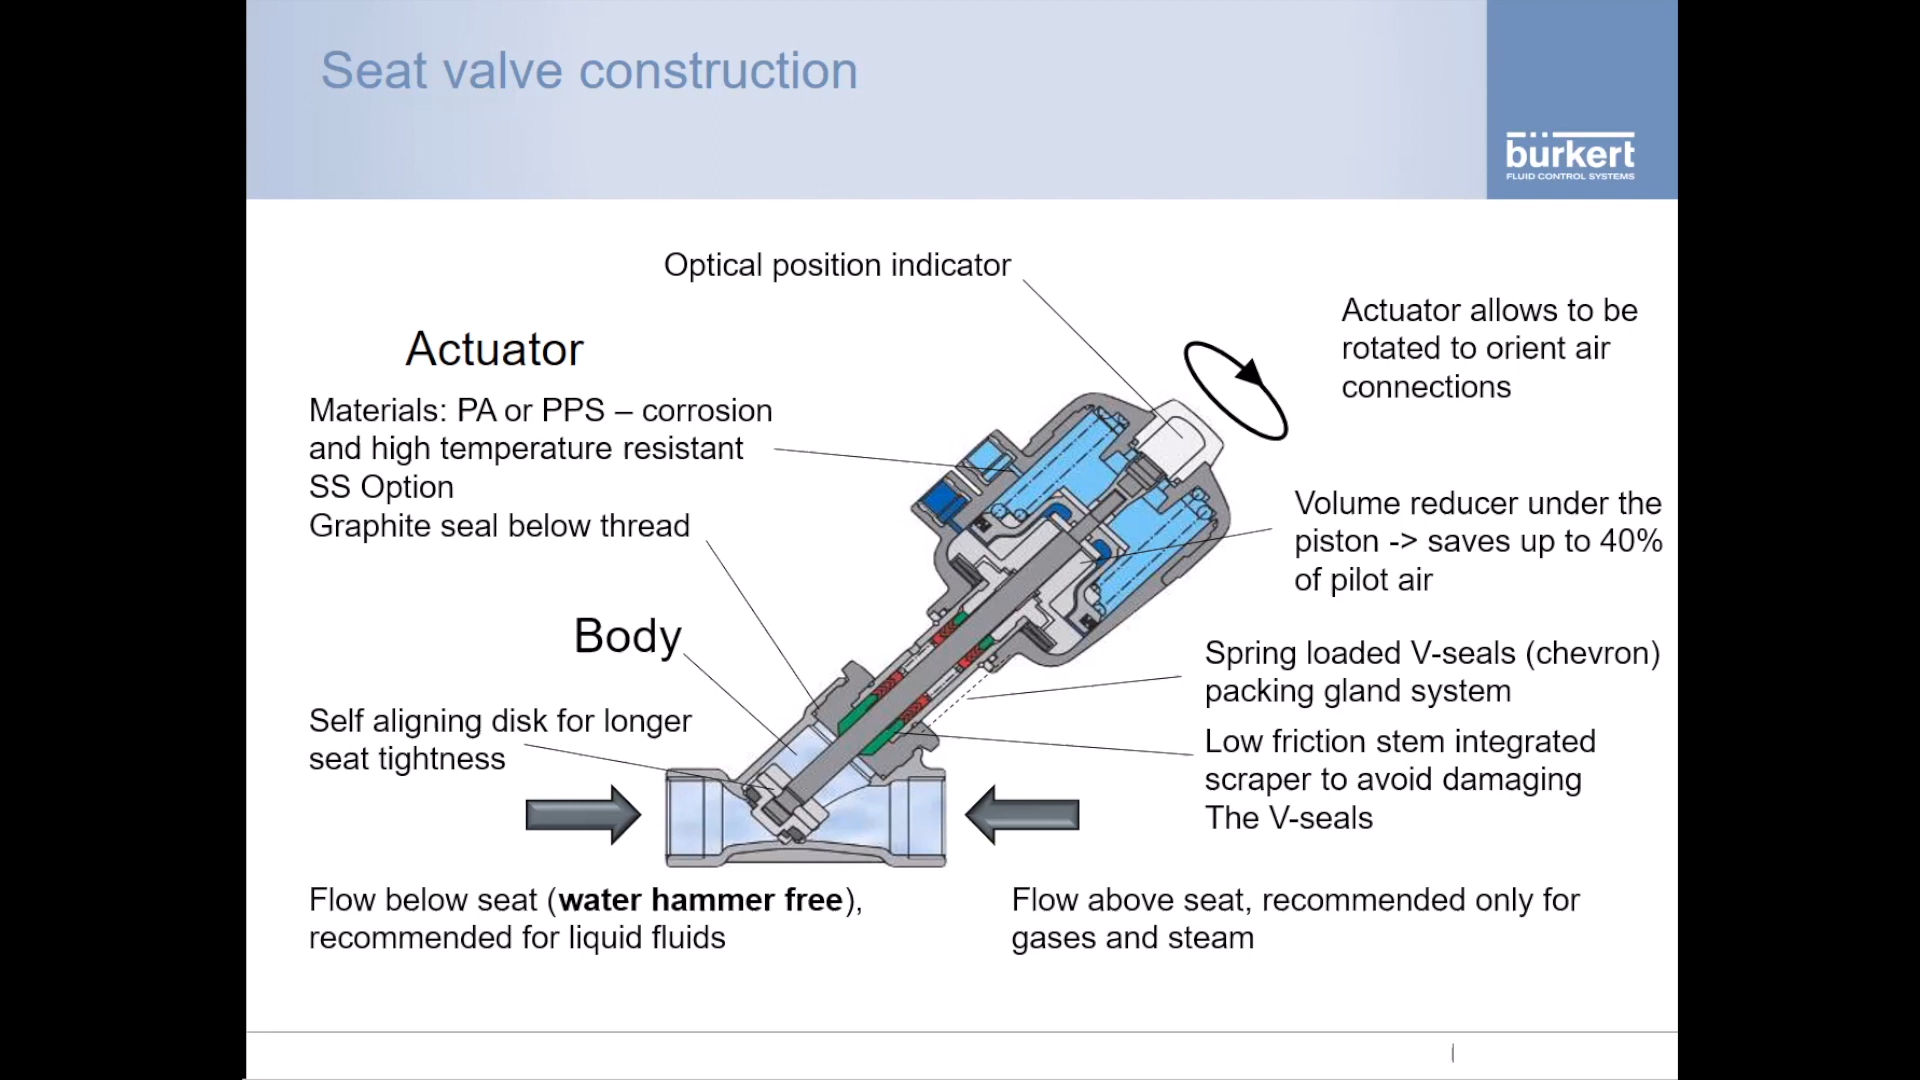 Seat valve construction
bürkert
FLUID CONTROL SYSTEMS
Optical position indicator
Actuator allows to be
rotated to orient air
connections
Actuator
Materials: PA or PPS – corrosion
and high temperature resistant
SS Option
Graphite seal below thread
Volume reducer under the
piston -> saves up to 40%
of pilot air
Body
Spring loaded V-seals (chevron)
packing gland system
Self aligning disk for longer
seat tightness
Low friction stem integrated
scraper to avoid damaging
The V-seals
Flow below seat (water hammer free),
recommended for liquid fluids
Flow above seat, recommended only for
gases and steam